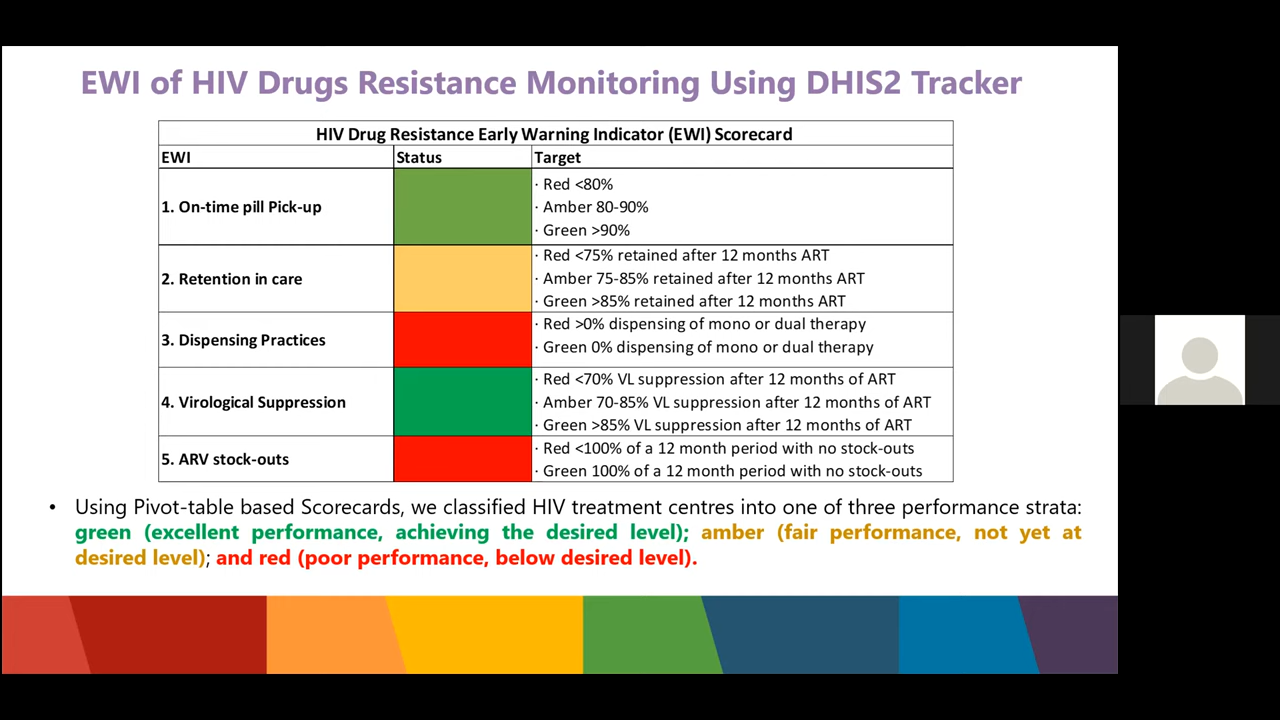 EWI of HIV Drugs Resistance Monitoring Using DHIS2 Tracker
HIV Drug Resistance Early Warning Indicator (EWI) Scorecard
EWI Status Target
1. On-time pill Pick-up
· Red <80%
· Amber 80-90%
· Green >90%
2. Retention in care
· Red <75% retained after 12 months ART
· Amber 75-85% retained after 12 months ART
· Green >85% retained after 12 months ART
3. Dispensing Practices
· Red >0% dispensing of mono or dual therapy
· Green 0% dispensing of mono or dual therapy
4. Virological Suppression
· Red <70% VL suppression after 12 months of ART
· Amber 70-85% VL suppression after 12 months of ART
· Green >85% VL suppression after 12 months of ART
5. ARV stock-outs
· Red <100% of a 12 month period with no stock-outs
· Green 100% of a 12 month period with no stock-outs
• Using Pivot-table based Scorecards, we classified HIV treatment centres into one of three performance strata:
green (excellent performance, achieving the desired level); amber (fair performance, not yet at
desired level); and red (poor performance, below desired level).